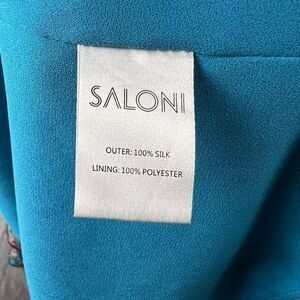 SALONI
OUTER: 100% SILK
LINING: 100% POLYESTER